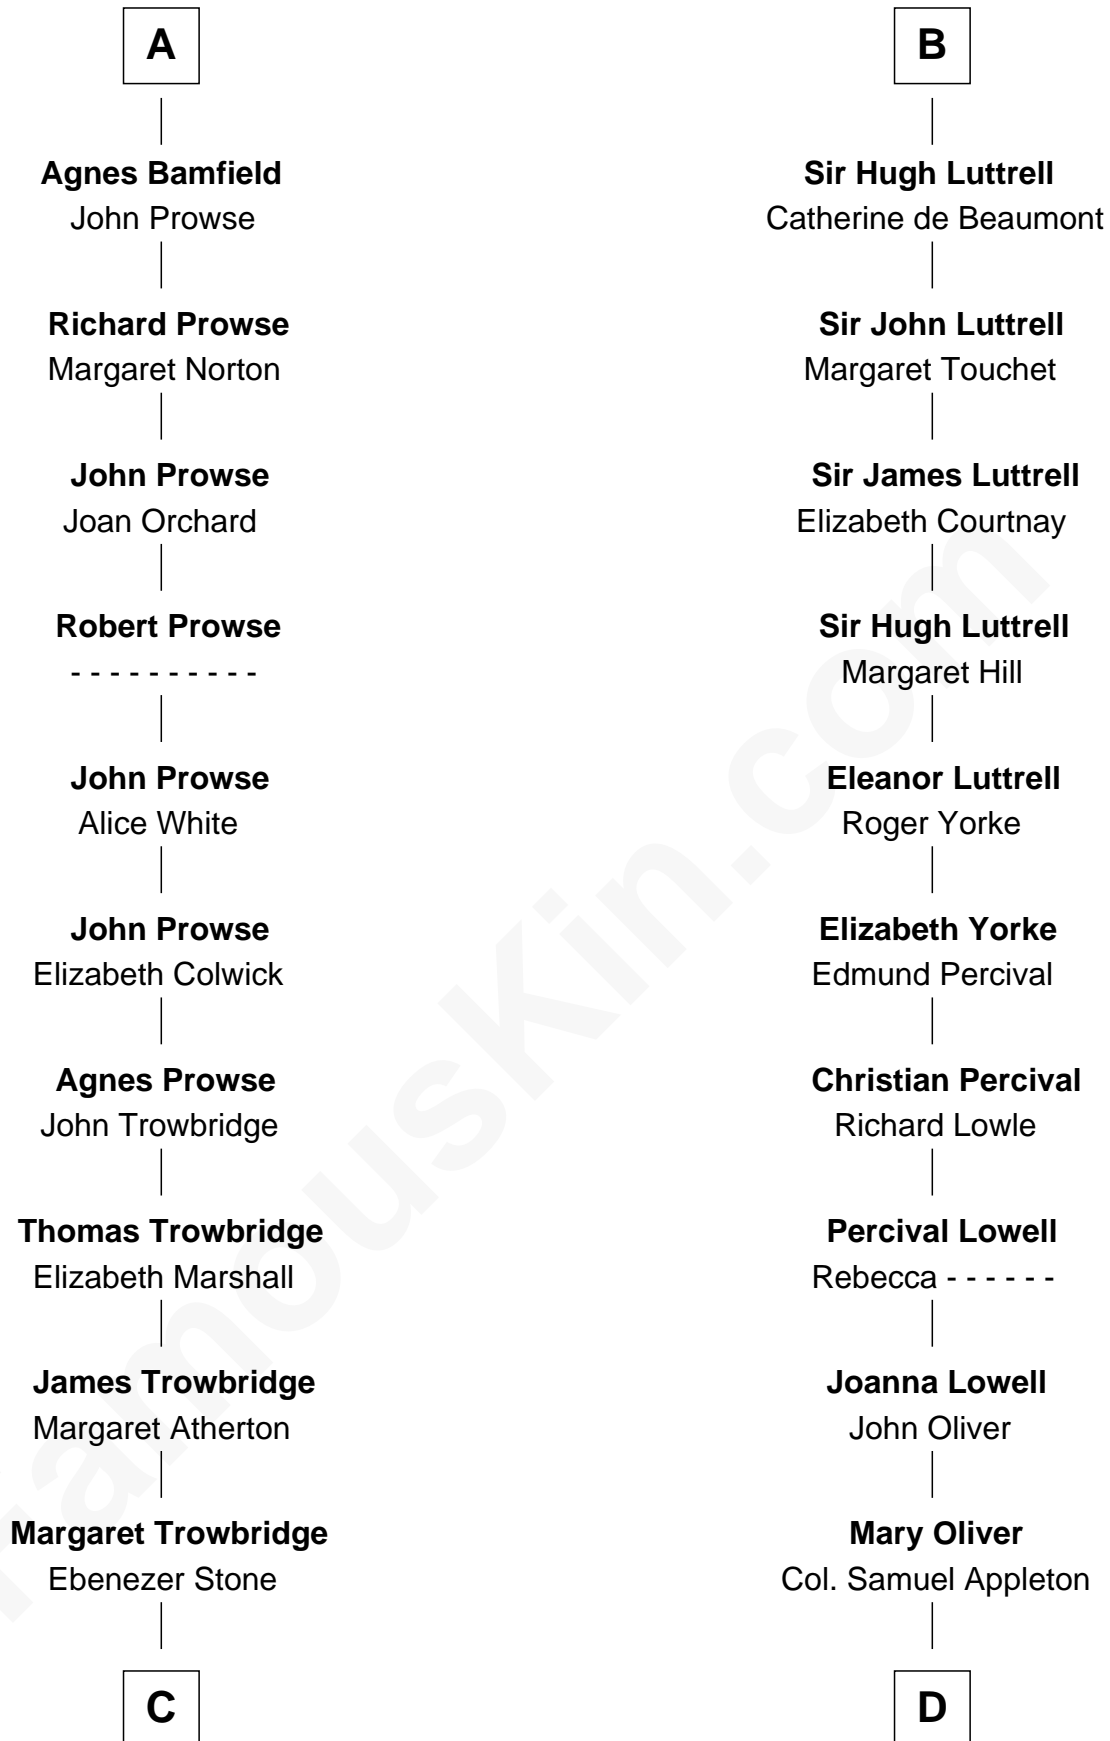 A
Agnes Bamfield
John Prowse
Richard Prowse
Margaret Norton
John Prowse
Joan Orchard
Robert Prowse
- - - - - - - - - -
John Prowse
Alice White
John Prowse
Elizabeth Colwick
Agnes Prowse
John Trowbridge
Thomas Trowbridge
Elizabeth Marshall
James Trowbridge
Margaret Atherton
Margaret Trowbridge
Ebenezer Stone
C
B
Sir Hugh Luttrell
Catherine de Beaumont
Sir John Luttrell
Margaret Touchet
Sir James Luttrell
Elizabeth Courtnay
Sir Hugh Luttrell
Margaret Hill
Eleanor Luttrell
Roger Yorke
Elizabeth Yorke
Edmund Percival
Christian Percival
Richard Lowle
Percival Lowell
Rebecca - - - - - -
Joanna Lowell
John Oliver
Mary Oliver
Col. Samuel Appleton
D
FamousKin.com